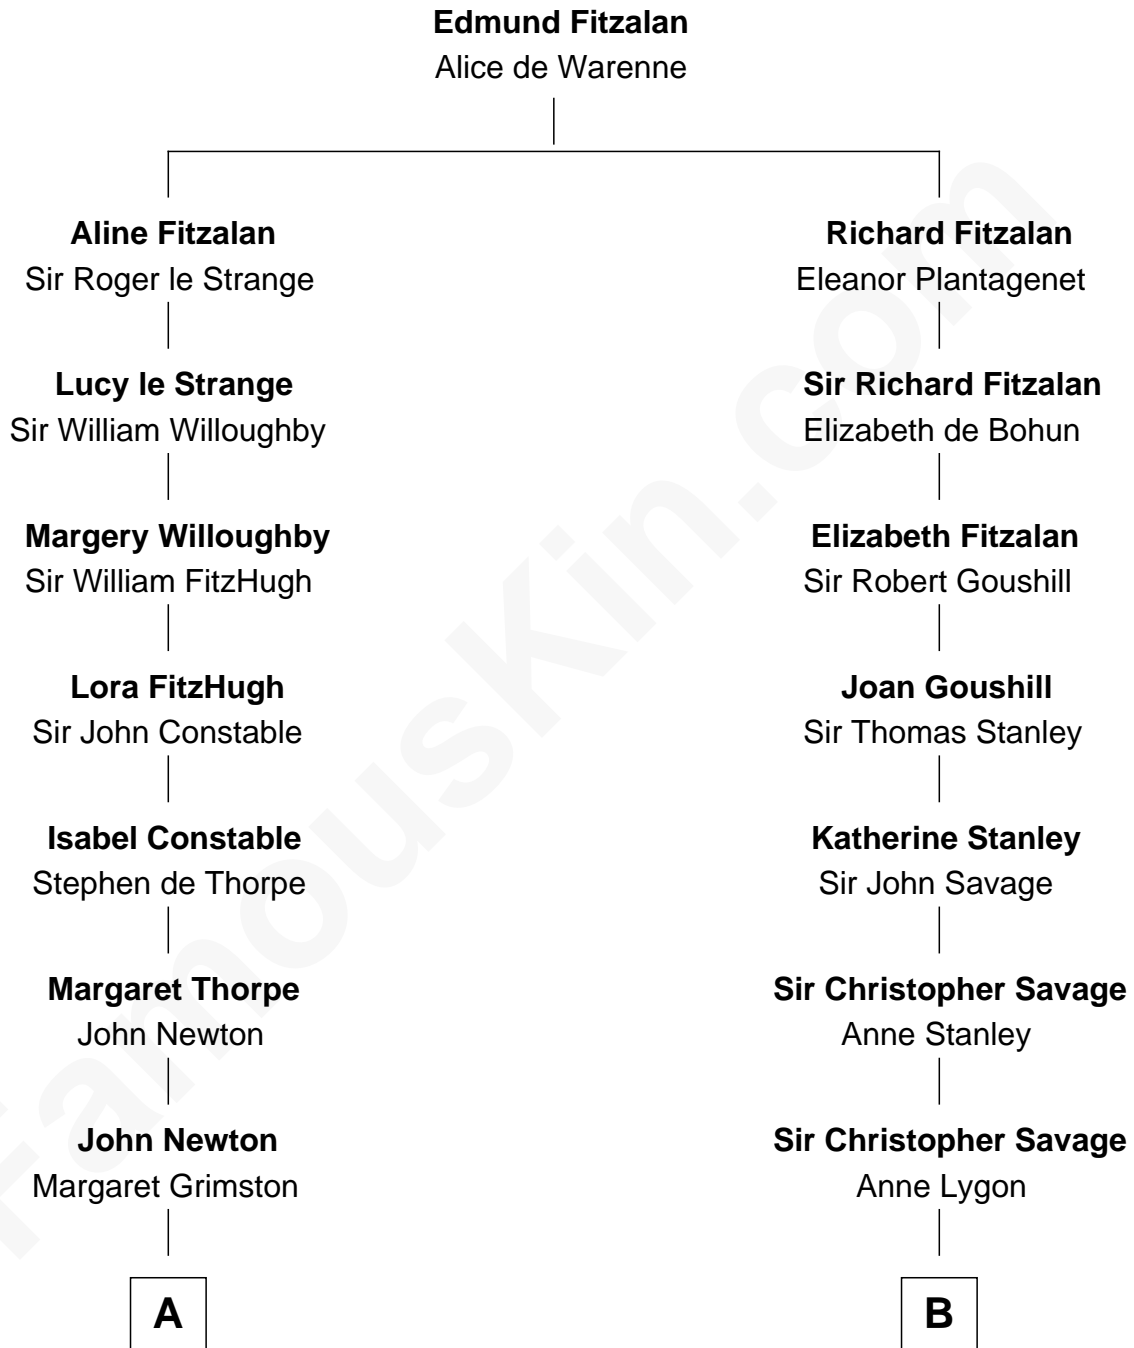 Edmund Fitzalan
Alice de Warenne
Aline Fitzalan
Sir Roger le Strange
Richard Fitzalan
Eleanor Plantagenet
Lucy le Strange
Sir William Willoughby
Sir Richard Fitzalan
Elizabeth de Bohun
Margery Willoughby
Sir William FitzHugh
Elizabeth Fitzalan
Sir Robert Goushill
Lora FitzHugh
Sir John Constable
Joan Goushill
Sir Thomas Stanley
Isabel Constable
Stephen de Thorpe
Katherine Stanley
Sir John Savage
Margaret Thorpe
John Newton
Sir Christopher Savage
Anne Stanley
John Newton
Margaret Grimston
Sir Christopher Savage
Anne Lygon
A
B
FamousKin.com